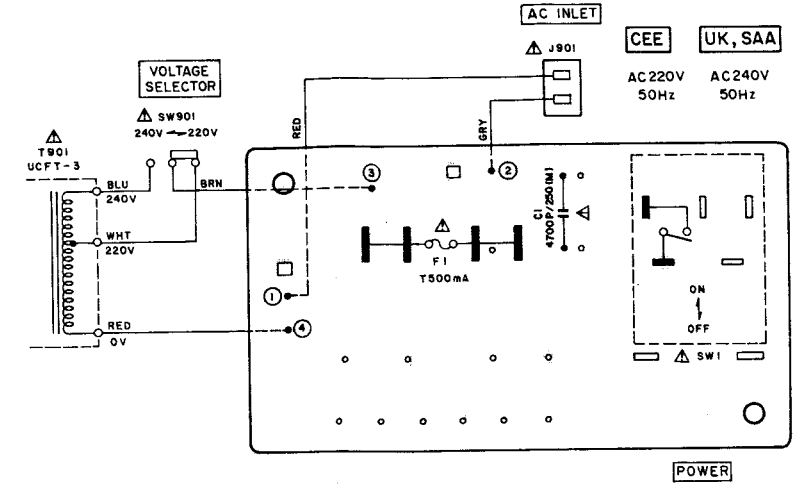 AC INLET
J901
CEE
UK, SAA
AC220V
50Hz
AC240V
50Hz
VOLTAGE
SELECTOR
SW901
240V 220V
T901
UCFT-3
BLU
240V
BRN
WHT
220V
RED
0V
RED
GRY
3
2
1
4
F1
T500mA
C1
4700P/250(M)
ON
OFF
SW1
POWER